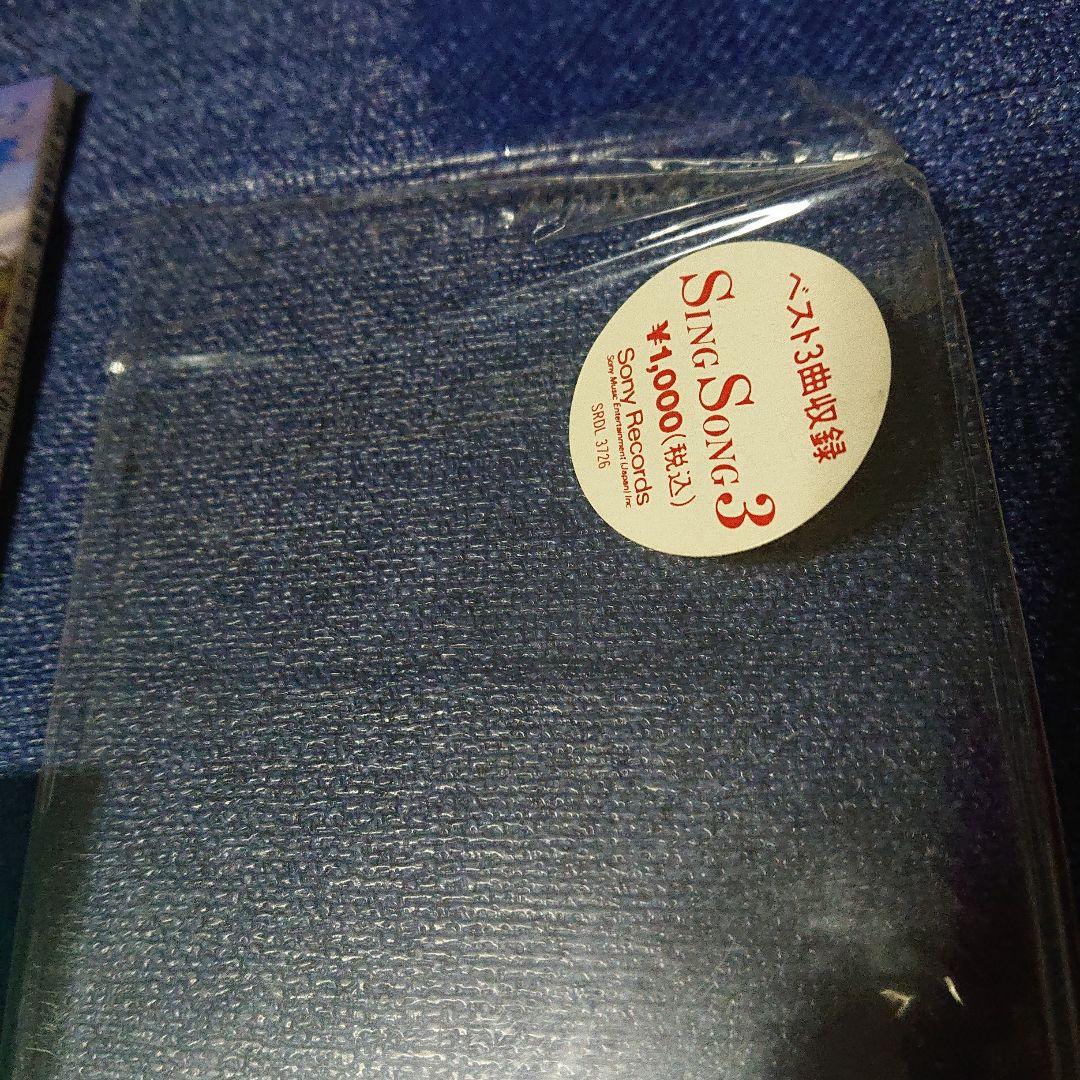 ベスト3曲収録
SING SONG 3
¥1,000(税込)
Sony Records
Sony Music Entertainment (Japan) Inc.
SRDL 3726